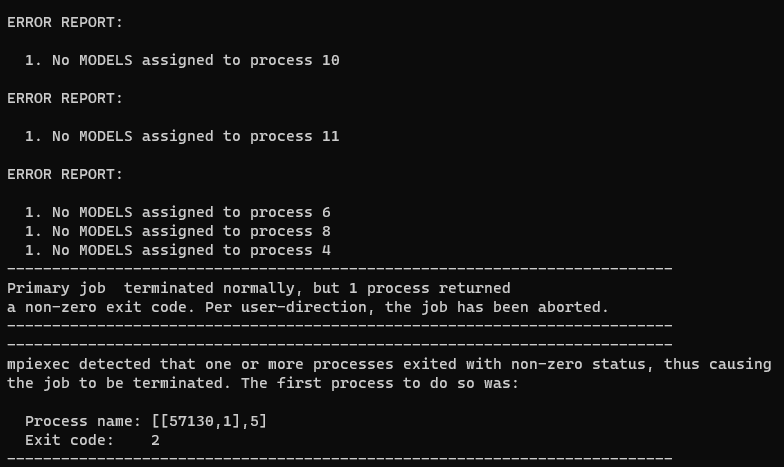 ERROR REPORT:
  1. No MODELS assigned to process 10
ERROR REPORT:
  1. No MODELS assigned to process 11
ERROR REPORT:
  1. No MODELS assigned to process 6
  1. No MODELS assigned to process 8
  1. No MODELS assigned to process 4
--------------------------------------------------------------------------
Primary job  terminated normally, but 1 process returned
a non-zero exit code. Per user-direction, the job has been aborted.
--------------------------------------------------------------------------
--------------------------------------------------------------------------
mpiexec detected that one or more processes exited with non-zero status, thus causing
the job to be terminated. The first process to do so was:
  Process name: [[57130,1],5]
  Exit code:    2
--------------------------------------------------------------------------